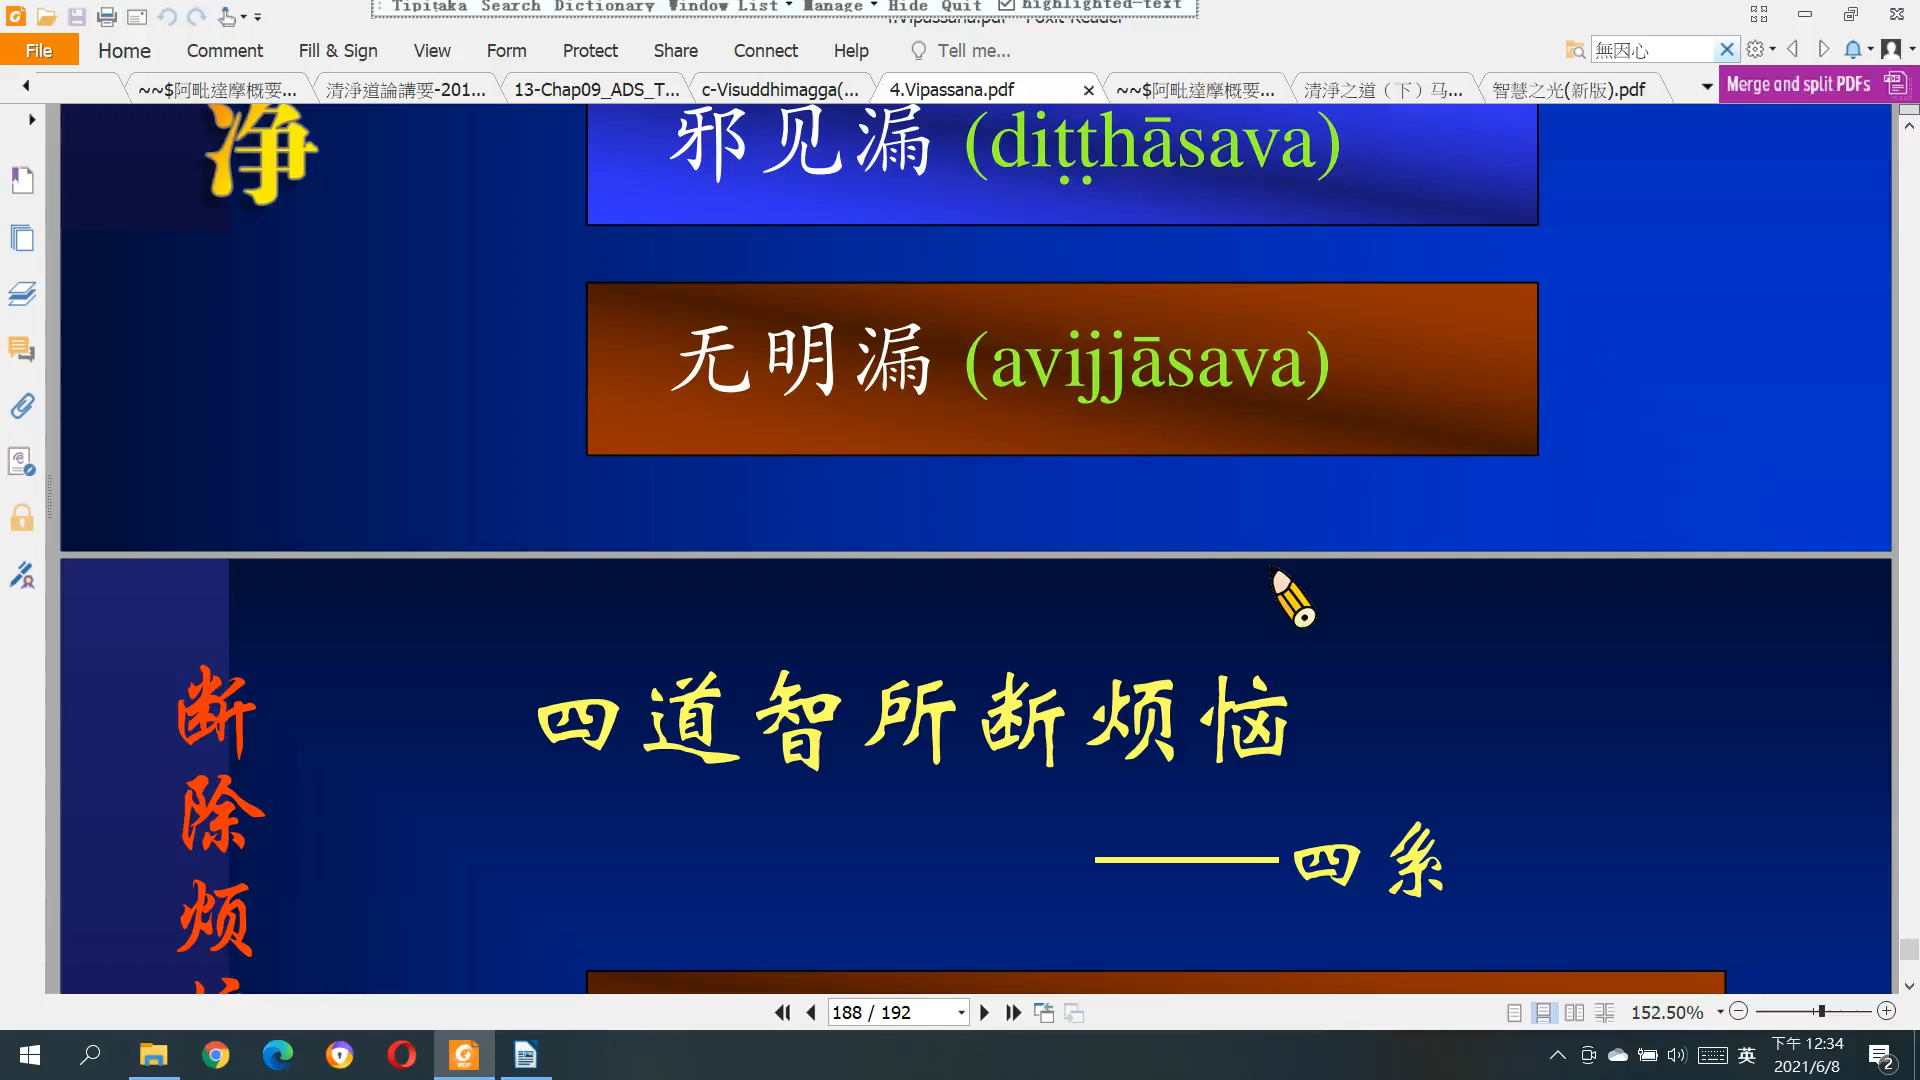 Tipiṭaka Search Dictionary Window List Manage Hide Quit highlighted-text
File Home Comment Fill & Sign View Form Protect Share Connect Help Tell me... 無因心
~~$阿毗達摩概要... 清淨道論講要-201... 13-Chap09_ADS_T... c-Visuddhimagga(... 4.Vipassana.pdf ~~$阿毗達摩概要... 清淨之道（下）马... 智慧之光(新版).pdf Merge and split PDFs
净
邪见漏 (diṭṭhāsava)
无明漏 (avijjāsava)
断除烦
四道智所断烦恼
——四系
188 / 192 152.50%
英 下午 12:34
2021/6/8 2